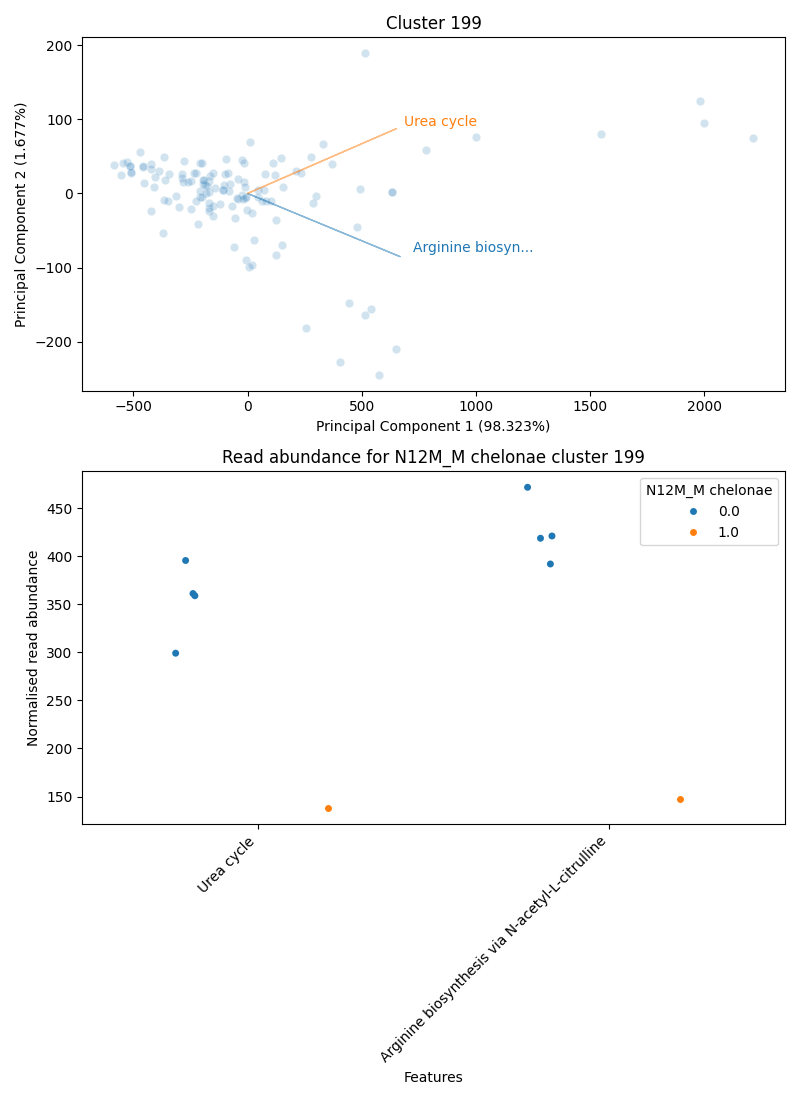 Cluster 199
200
100
0
−100
−200
Principal Component 2 (1.677%)
Urea cycle
Arginine biosyn...
−500
0
500
1000
1500
2000
Principal Component 1 (98.323%)
Read abundance for N12M_M chelonae cluster 199
450
400
350
300
250
200
150
Normalised read abundance
N12M_M chelonae
0.0
1.0
Urea cycle
Arginine biosynthesis via N-acetyl-L-citrulline
Features